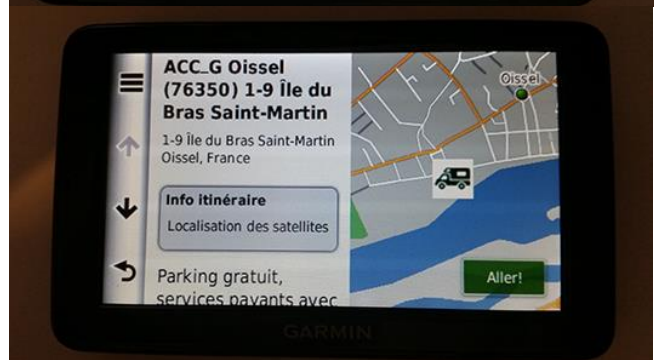 ACC_G Oissel
(76350) 1-9 Île du
Bras Saint-Martin
1-9 Île du Bras Saint-Martin
Oissel, France
Info itinéraire
Localisation des satellites
Parking gratuit,
services payants avec
Oissel
Aller!
GARMIN